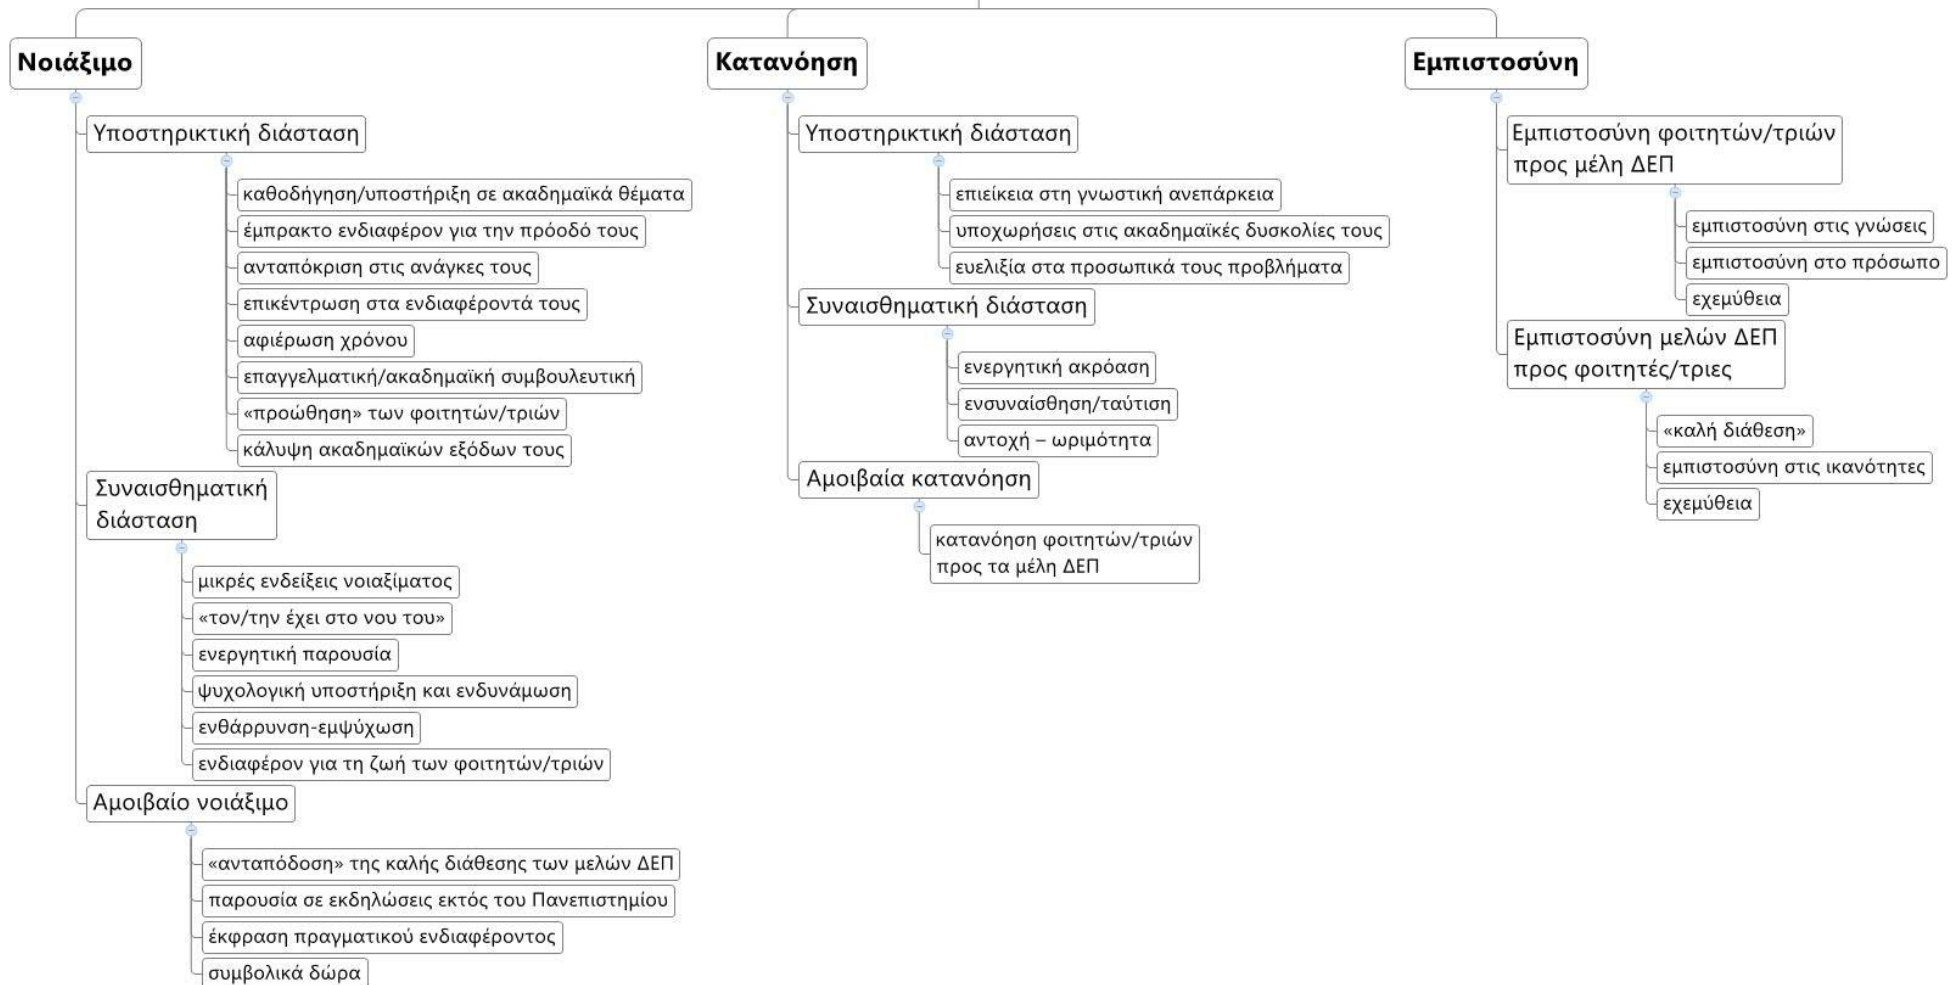 Νοιάξιμο
Υποστηρικτική διάσταση
καθοδήγηση/υποστήριξη σε ακαδημαϊκά θέματα
έμπρακτο ενδιαφέρον για την πρόοδό τους
ανταπόκριση στις ανάγκες τους
επικέντρωση στα ενδιαφέροντά τους
αφιέρωση χρόνου
επαγγελματική/ακαδημαϊκή συμβουλευτική
«προώθηση» των φοιτητών/τριών
κάλυψη ακαδημαϊκών εξόδων τους
Συναισθηματική
διάσταση
μικρές ενδείξεις νοιαξίματος
«τον/την έχει στο νου του»
ενεργητική παρουσία
ψυχολογική υποστήριξη και ενδυνάμωση
ενθάρρυνση-εμψύχωση
ενδιαφέρον για τη ζωή των φοιτητών/τριών
Αμοιβαίο νοιάξιμο
«ανταπόδοση» της καλής διάθεσης των μελών ΔΕΠ
παρουσία σε εκδηλώσεις εκτός του Πανεπιστημίου
έκφραση πραγματικού ενδιαφέροντος
συμβολικά δώρα
Κατανόηση
Υποστηρικτική διάσταση
επιείκεια στη γνωστική ανεπάρκεια
υποχωρήσεις στις ακαδημαϊκές δυσκολίες τους
ευελιξία στα προσωπικά τους προβλήματα
Συναισθηματική διάσταση
ενεργητική ακρόαση
ενσυναίσθηση/ταύτιση
αντοχή – ωριμότητα
Αμοιβαία κατανόηση
κατανόηση φοιτητών/τριών
προς τα μέλη ΔΕΠ
Εμπιστοσύνη
Εμπιστοσύνη φοιτητών/τριών
προς μέλη ΔΕΠ
εμπιστοσύνη στις γνώσεις
εμπιστοσύνη στο πρόσωπο
εχεμύθεια
Εμπιστοσύνη μελών ΔΕΠ
προς φοιτητές/τριες
«καλή διάθεση»
εμπιστοσύνη στις ικανότητες
εχεμύθεια